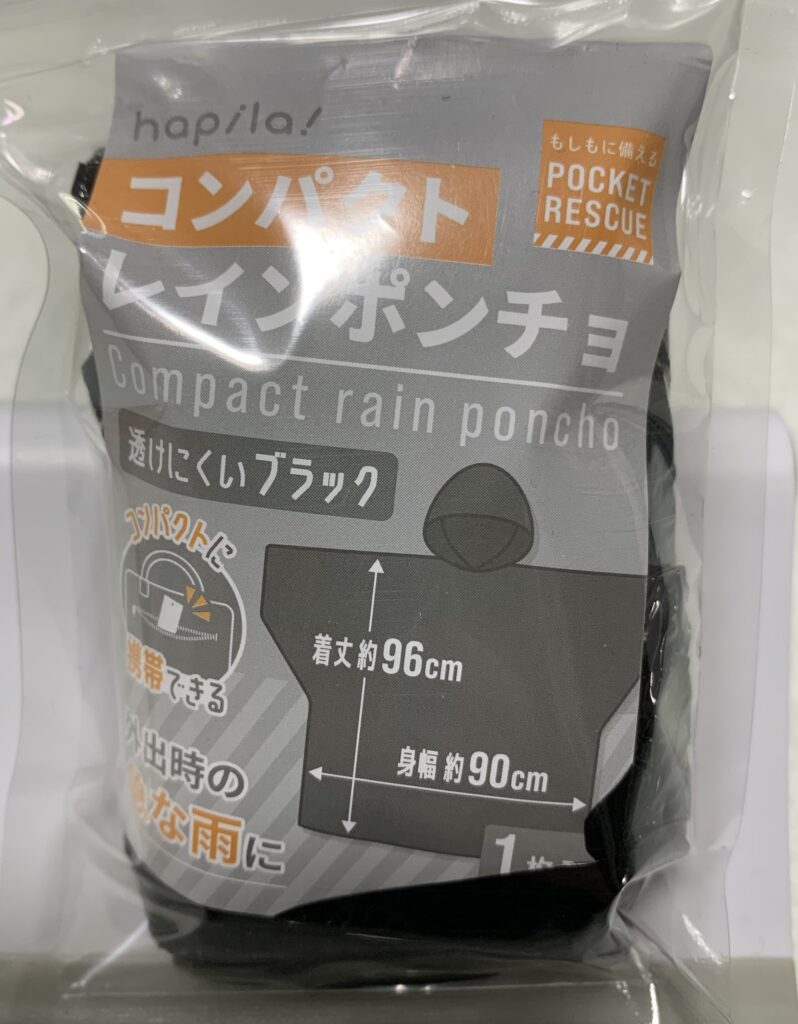 hapila!
もしもに備える
POCKET
RESCUE
コンパクト
レインポンチョ
Compact rain poncho
透けにくいブラック
コンパクトに
携帯できる
着丈 約96cm
身幅 約90cm
外出時の
急な雨に
1枚